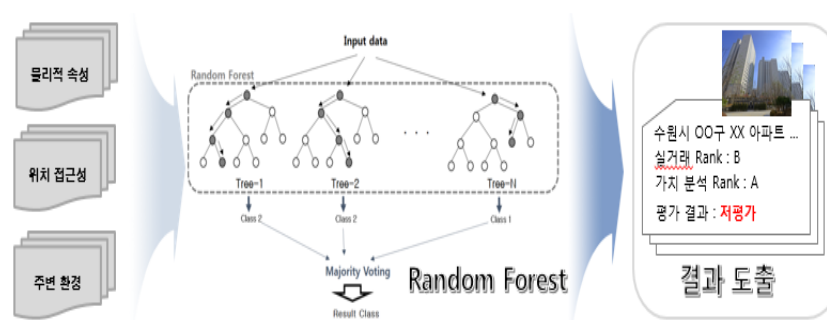 물리적 속성
위치 접근성
주변 환경
Input data
Random Forest
. . .
Tree-1
Tree-2
Tree-N
Class 2
Class 2
Class 1
Majority Voting
Result Class
Random Forest
수원시 OO구 XX 아파트 ...
실거래 Rank : B
가치 분석 Rank : A
평가 결과 : 저평가
결과 도출